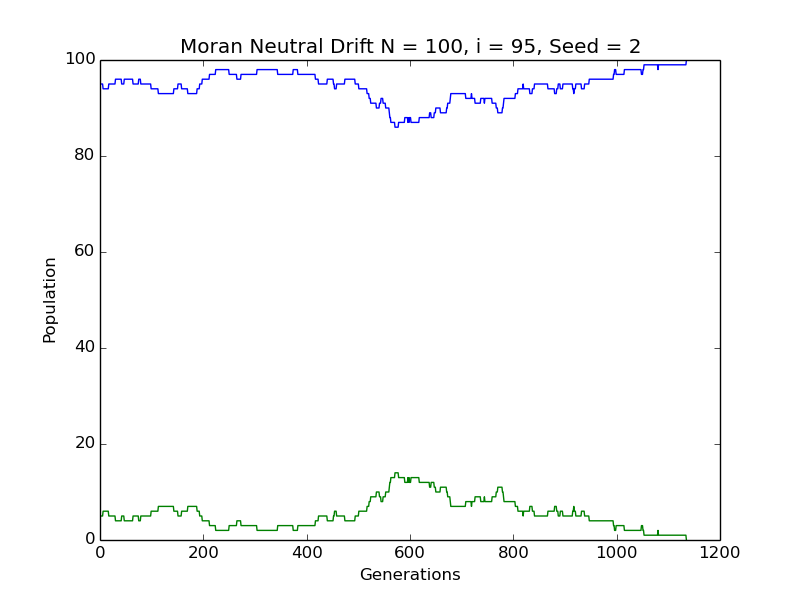 Moran Neutral Drift N = 100, i = 95, Seed = 2
100
80
60
40
20
0
Population
0 200 400 600 800 1000 1200
Generations